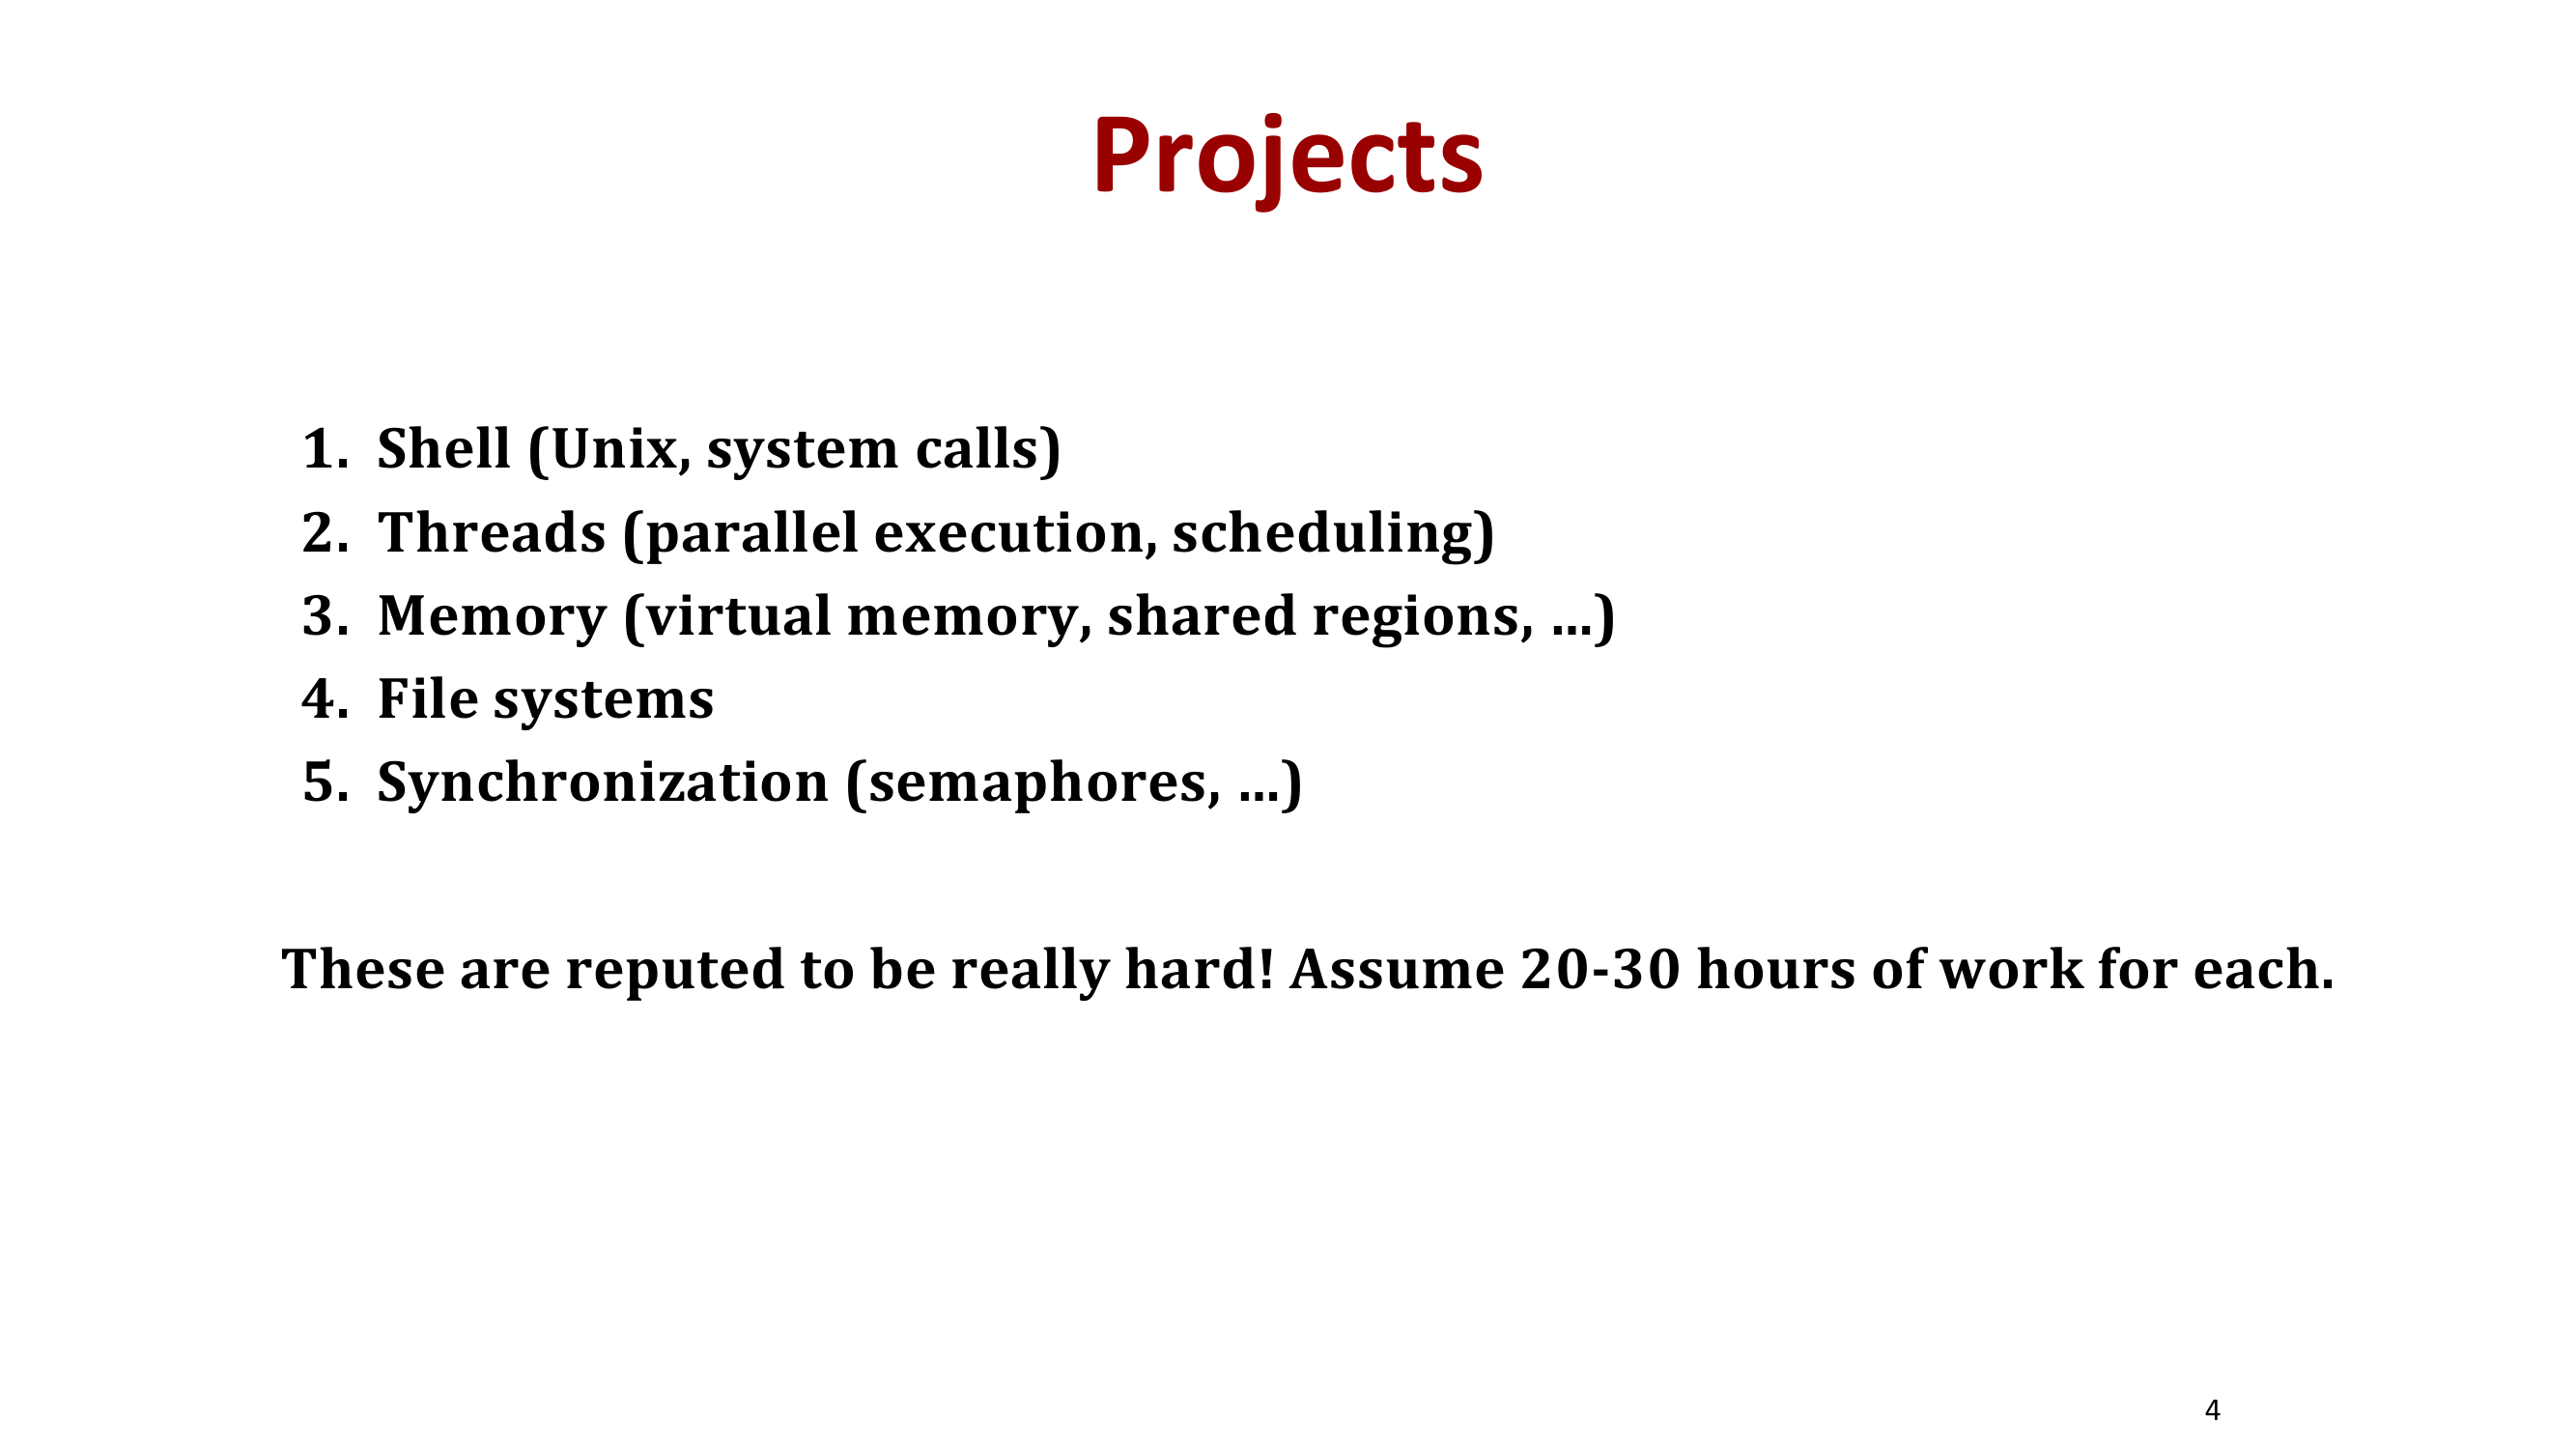 Projects
1. Shell (Unix, system calls)
2. Threads (parallel execution, scheduling)
3. Memory (virtual memory, shared regions, ...)
4. File systems
5. Synchronization (semaphores, ...)
These are reputed to be really hard! Assume 20-30 hours of work for each.
4